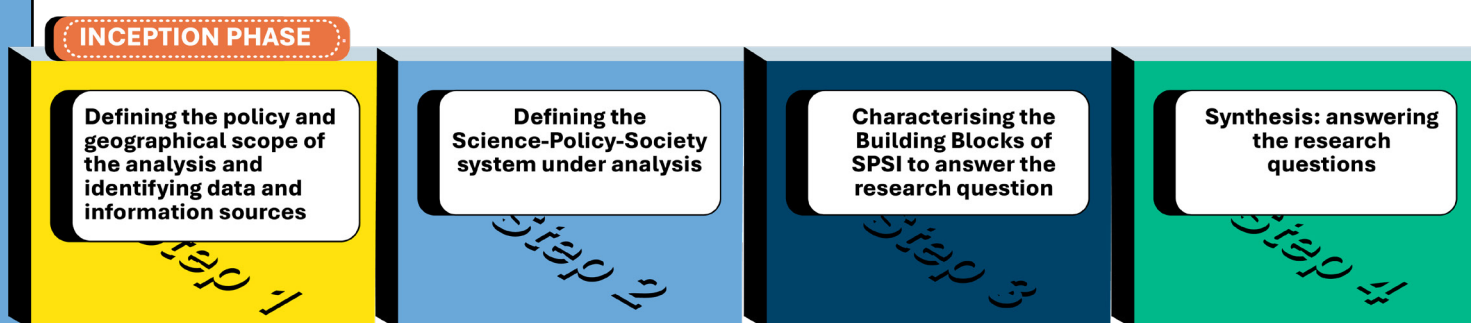 INCEPTION PHASE
Defining the policy and
geographical scope of
the analysis and
identifying data and
information sources
Step 1
Defining the
Science-Policy-Society
system under analysis
Step 2
Characterising the
Building Blocks of
SPSI to answer the
research question
Step 3
Synthesis: answering
the research
questions
Step 4